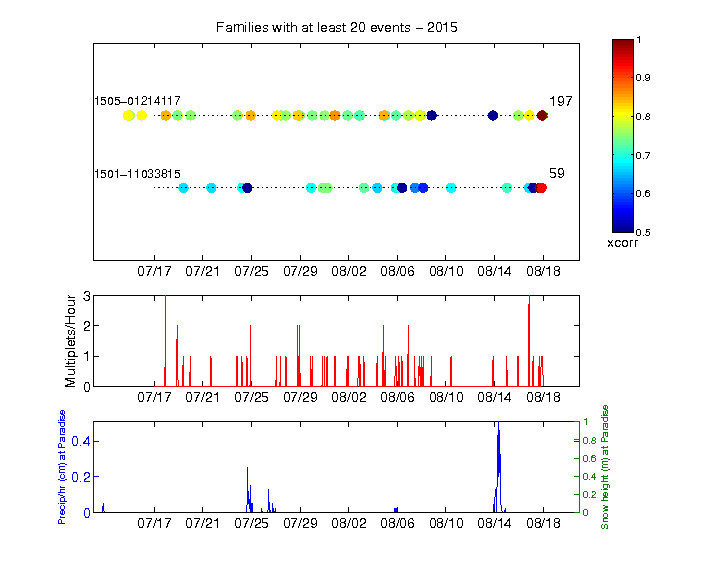 Families with at least 20 events − 2015
1505−01214117
197
1501−11033815
59
07/17 07/21 07/25 07/29 08/02 08/06 08/10 08/14 08/18
1
0.9
0.8
0.7
0.6
0.5
xcorr
Multiplets/Hour
3
2
1
0
07/17 07/21 07/25 07/29 08/02 08/06 08/10 08/14 08/18
Precip/hr (cm) at Paradise
0.4
0.2
0
07/17 07/21 07/25 07/29 08/02 08/06 08/10 08/14 08/18
1
0.8
0.6
0.4
0.2
0
Snow height (m) at Paradise